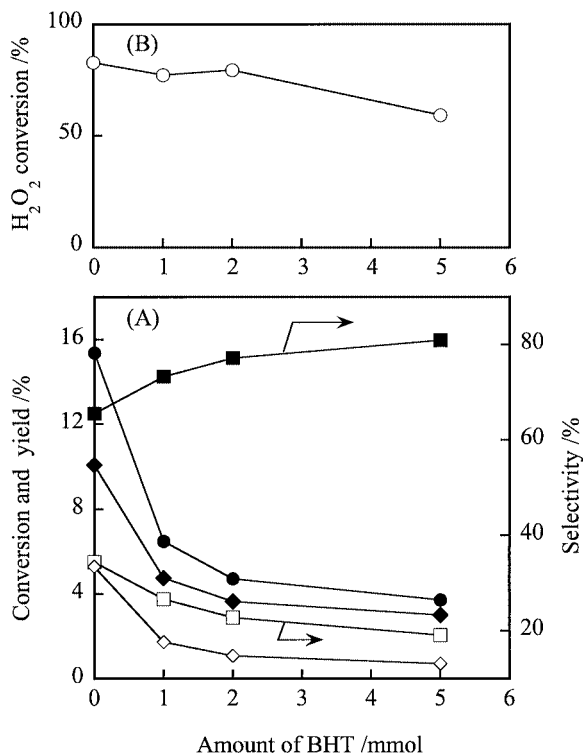 (B)
H2O2 conversion /%
100
50
0
0 1 2 3 4 5 6
(A)
Conversion and yield /%
16
12
8
4
0
Selectivity /%
80
60
40
20
0 1 2 3 4 5 6
Amount of BHT /mmol